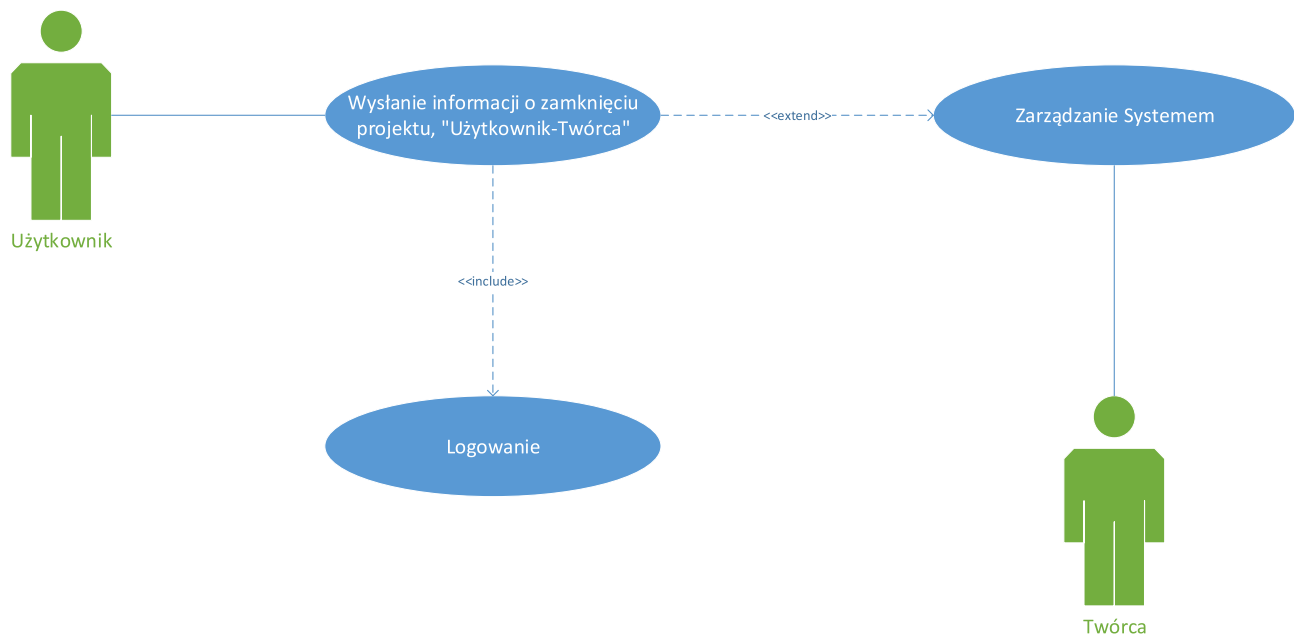 Wysłanie informacji o zamknięciu
projektu, "Użytkownik-Twórca"
<<extend>>
Zarządzanie Systemem
Użytkownik
<<include>>
Logowanie
Twórca